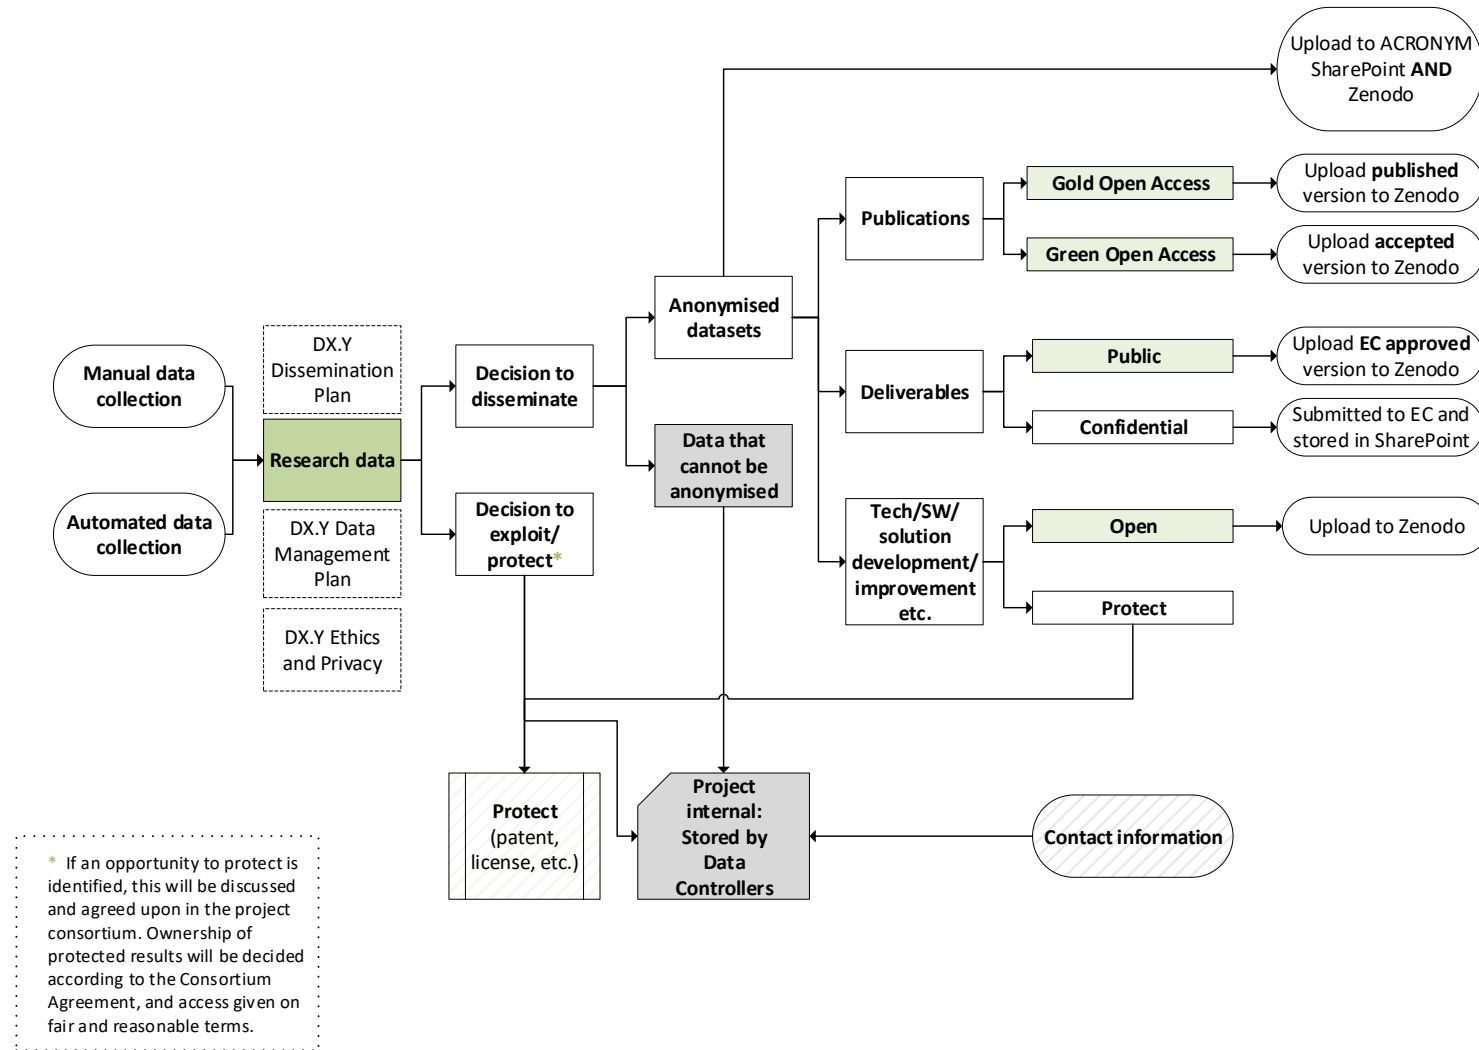 Upload to ACRONYM
SharePoint AND
Zenodo
Gold Open Access
Upload published
version to Zenodo
Publications
Green Open Access
Upload accepted
version to Zenodo
Anonymised
datasets
DX.Y
Dissemination
Plan
Manual data
collection
Decision to
disseminate
Deliverables
Public
Upload EC approved
version to Zenodo
Confidential
Submitted to EC and
stored in SharePoint
Research data
Data that
cannot be
anonymised
Automated data
collection
DX.Y Data
Management
Plan
Decision to
exploit/
protect*
Tech/SW/
solution
development/
improvement
etc.
Open
Upload to Zenodo
Protect
DX.Y Ethics
and Privacy
Protect
(patent,
license, etc.)
Project
internal:
Stored by
Data
Controllers
Contact information
* If an opportunity to protect is
identified, this will be discussed
and agreed upon in the project
consortium. Ownership of
protected results will be decided
according to the Consortium
Agreement, and access given on
fair and reasonable terms.